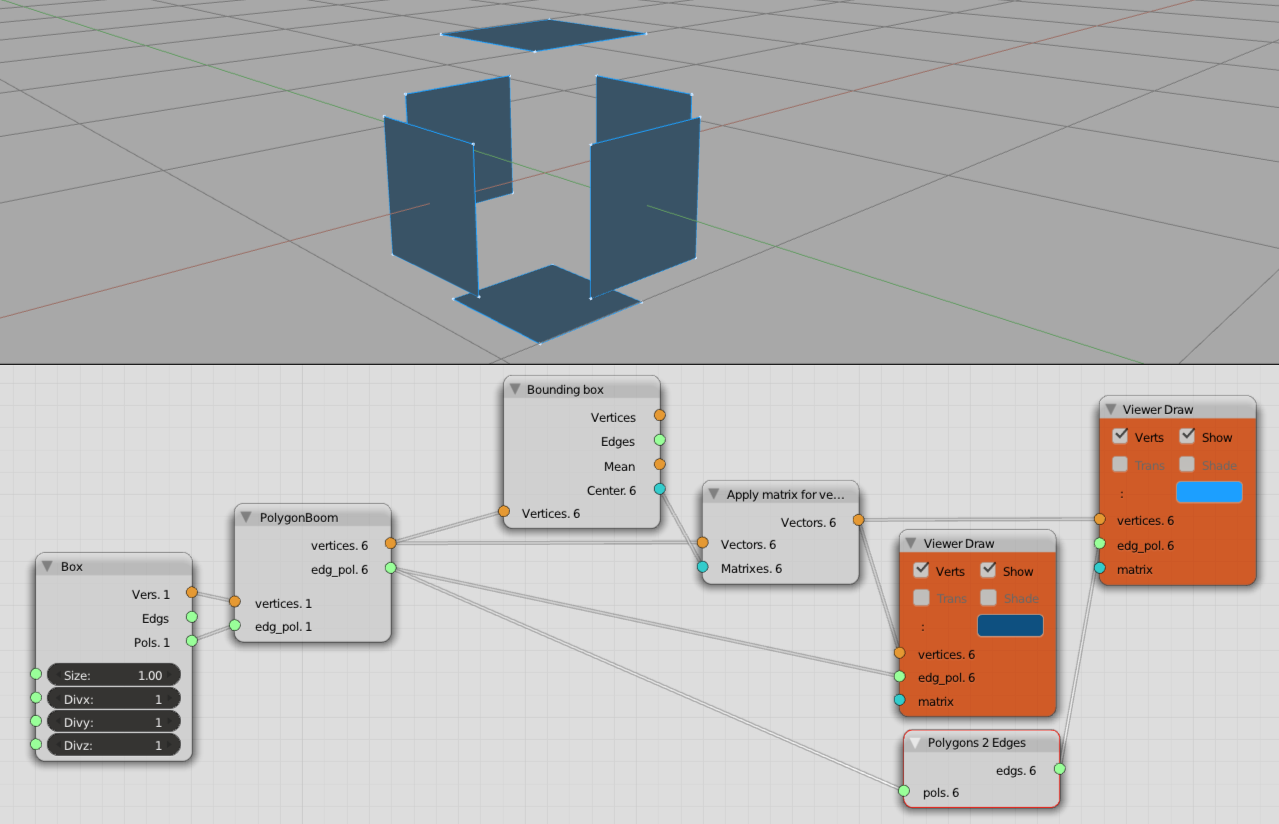 Box
Vers. 1
Edgs
Pols. 1
Size: 1.00
Divx: 1
Divy: 1
Divz: 1
PolygonBoom
vertices. 6
edg_pol. 6
vertices. 1
edg_pol. 1
Bounding box
Vertices
Edges
Mean
Center. 6
Vertices. 6
Apply matrix for ve...
Vectors. 6
Vectors. 6
Matrixes. 6
Viewer Draw
Verts Show
Trans Shade
:
vertices. 6
edg_pol. 6
matrix
Polygons 2 Edges
edgs. 6
pols. 6
Viewer Draw
Verts Show
Trans Shade
:
vertices. 6
edg_pol. 6
matrix